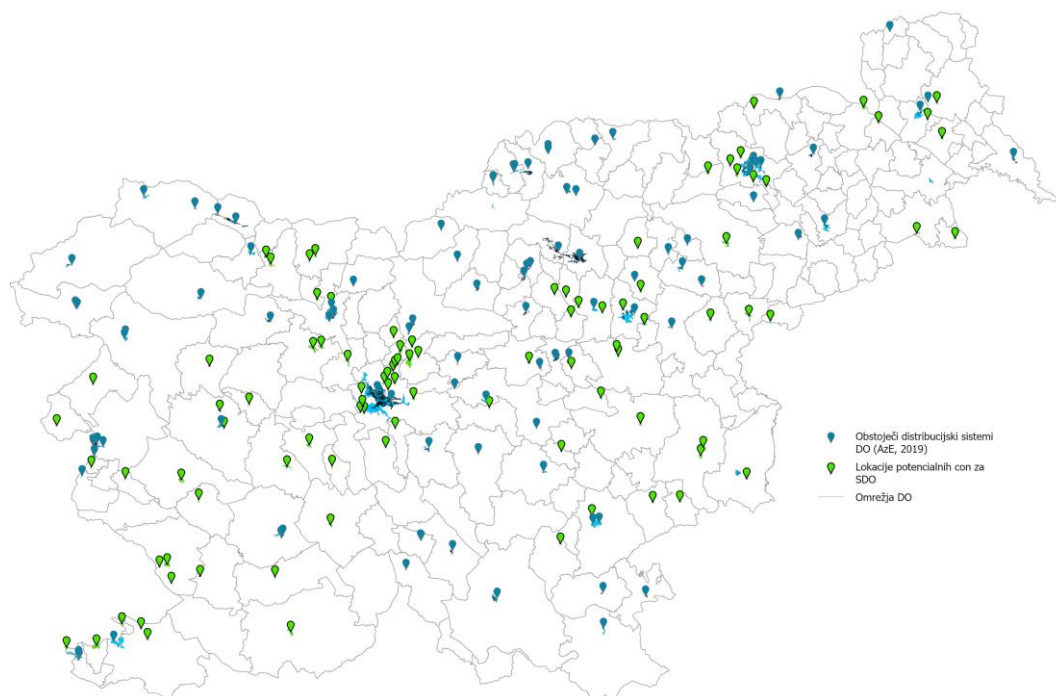 Obstoječi distribucijski sistemi
DO (AzE, 2019)
Lokacije potencialnih con za
SDO
Omrežja DO